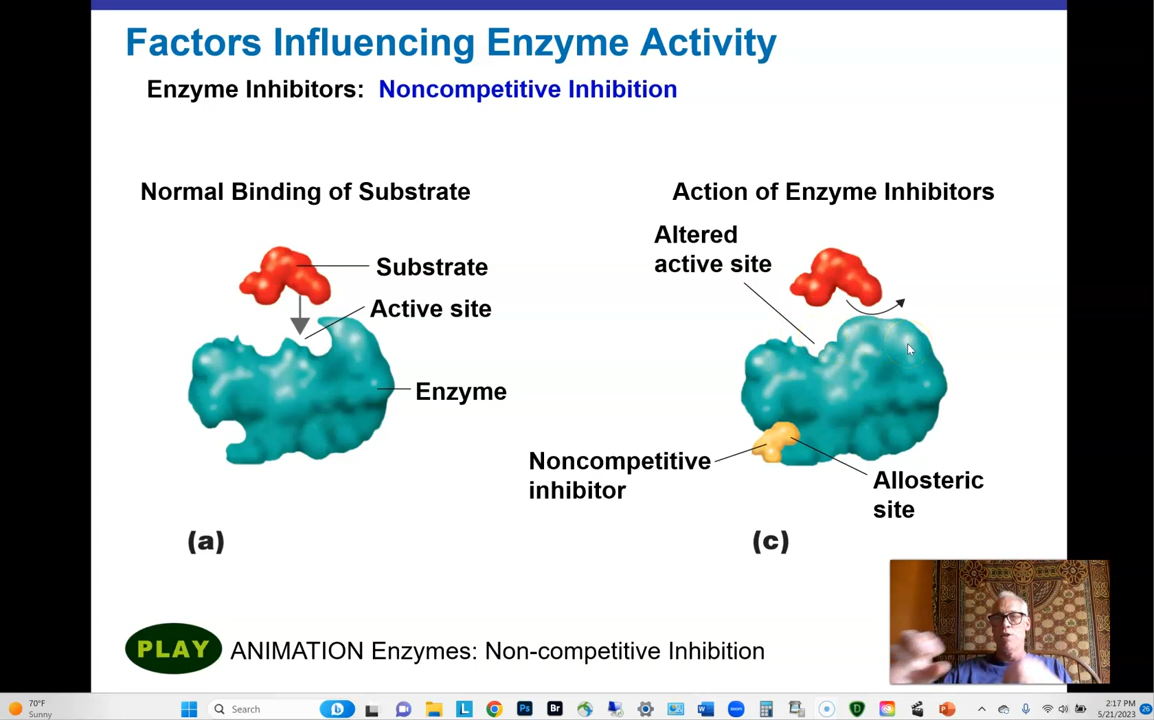 Factors Influencing Enzyme Activity
Enzyme Inhibitors: Noncompetitive Inhibition
Normal Binding of Substrate
Action of Enzyme Inhibitors
Substrate
Active site
Enzyme
Altered
active site
Noncompetitive
inhibitor
Allosteric
site
(a)
(c)
PLAY ANIMATION Enzymes: Non-competitive Inhibition
70°F
Sunny
Search
2:17 PM
5/21/2023
26